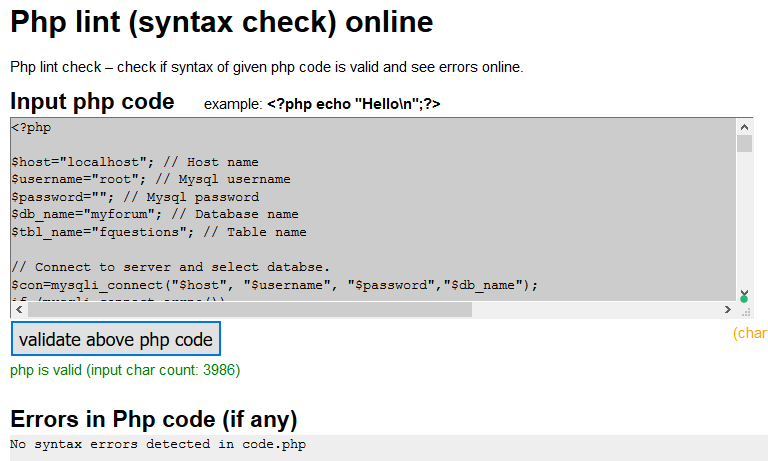 Php lint (syntax check) online
Php lint check – check if syntax of given php code is valid and see errors online.
Input php code example: <?php echo "Hello\n";?>
<?php
$host="localhost"; // Host name
$username="root"; // Mysql username
$password=""; // Mysql password
$db_name="myforum"; // Database name
$tbl_name="fquestions"; // Table name
// Connect to server and select databse.
$con=mysqli_connect("$host", "$username", "$password","$db_name");
if (mysqli_connect_errno())
validate above php code
(char
php is valid (input char count: 3986)
Errors in Php code (if any)
No syntax errors detected in code.php